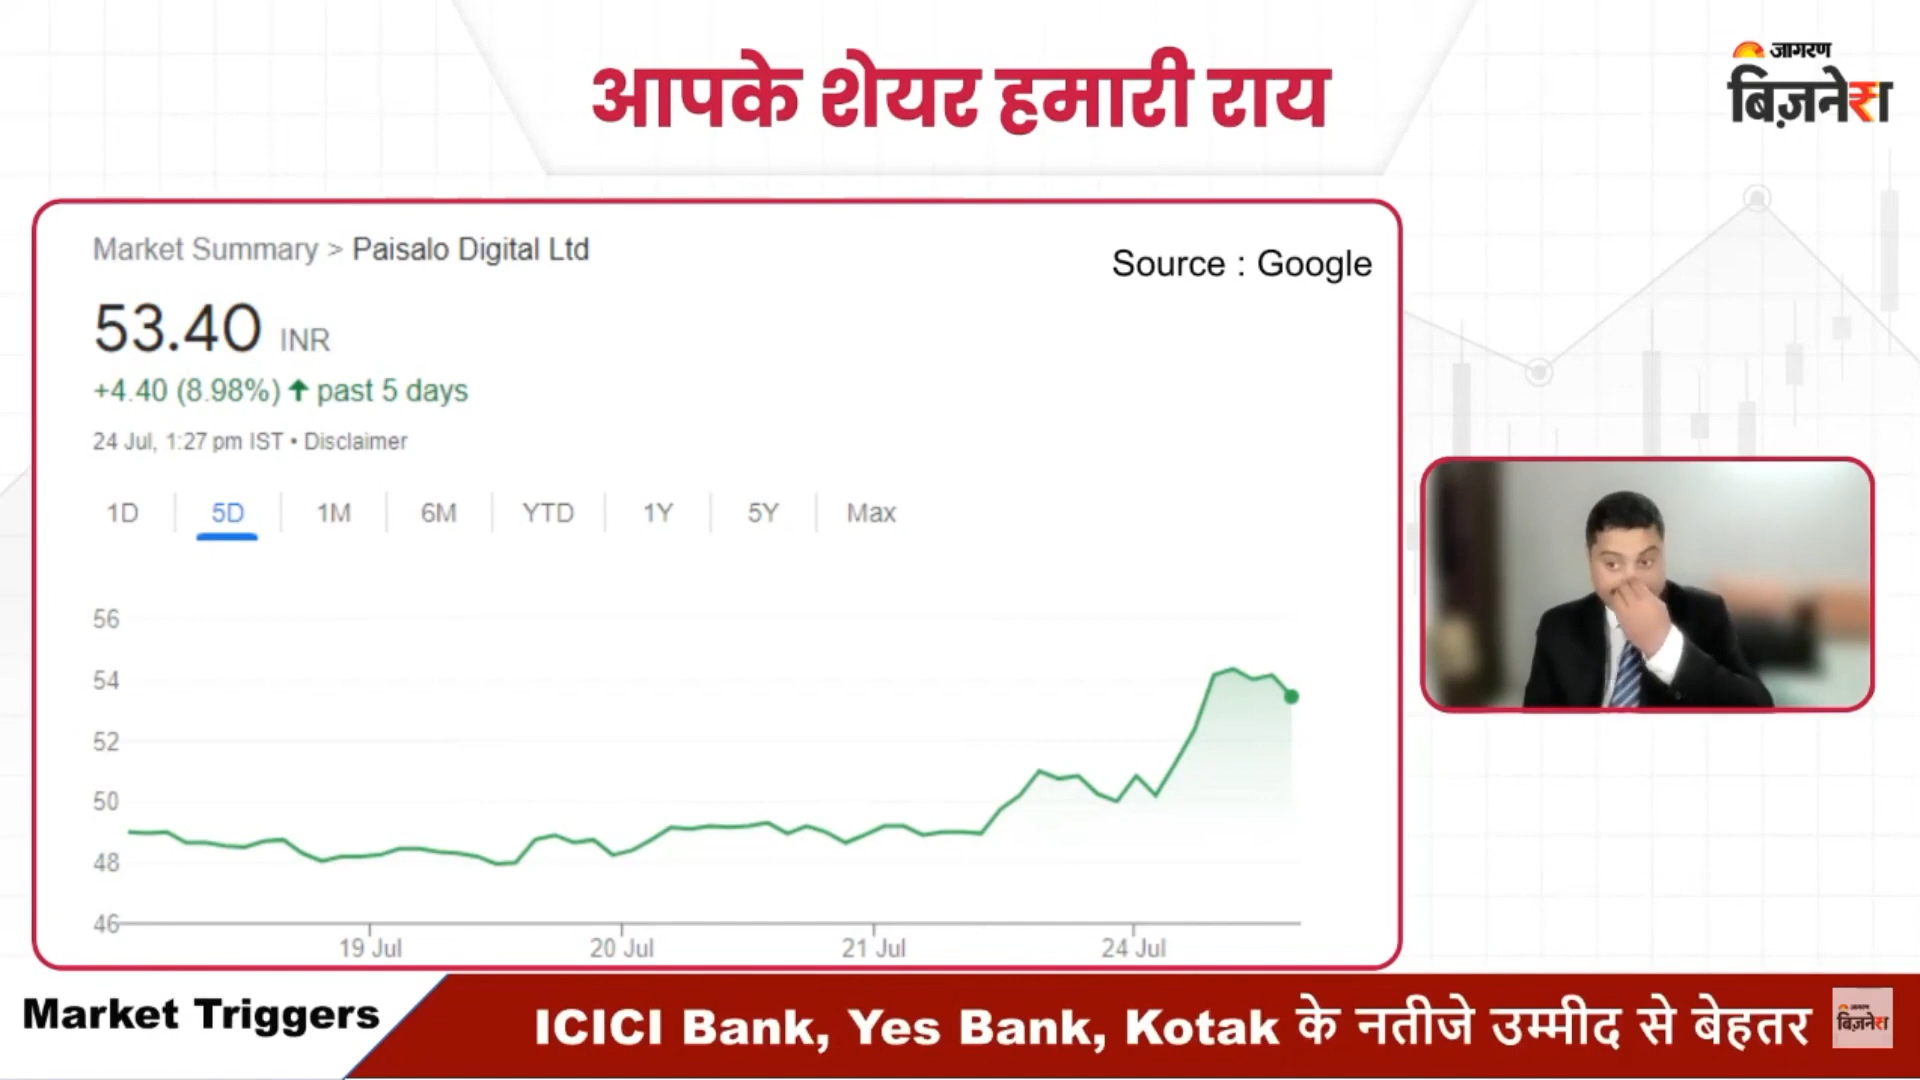 आपके शेयर हमारी राय
जागरण
बिज़नेस
Market Summary > Paisalo Digital Ltd
Source : Google
53.40 INR
+4.40 (8.98%) ↑ past 5 days
24 Jul, 1:27 pm IST • Disclaimer
1D 5D 1M 6M YTD 1Y 5Y Max
56
54
52
50
48
46
19 Jul 20 Jul 21 Jul 24 Jul
Market Triggers
ICICI Bank, Yes Bank, Kotak के नतीजे उम्मीद से बेहतर
जागरण
बिज़नेस